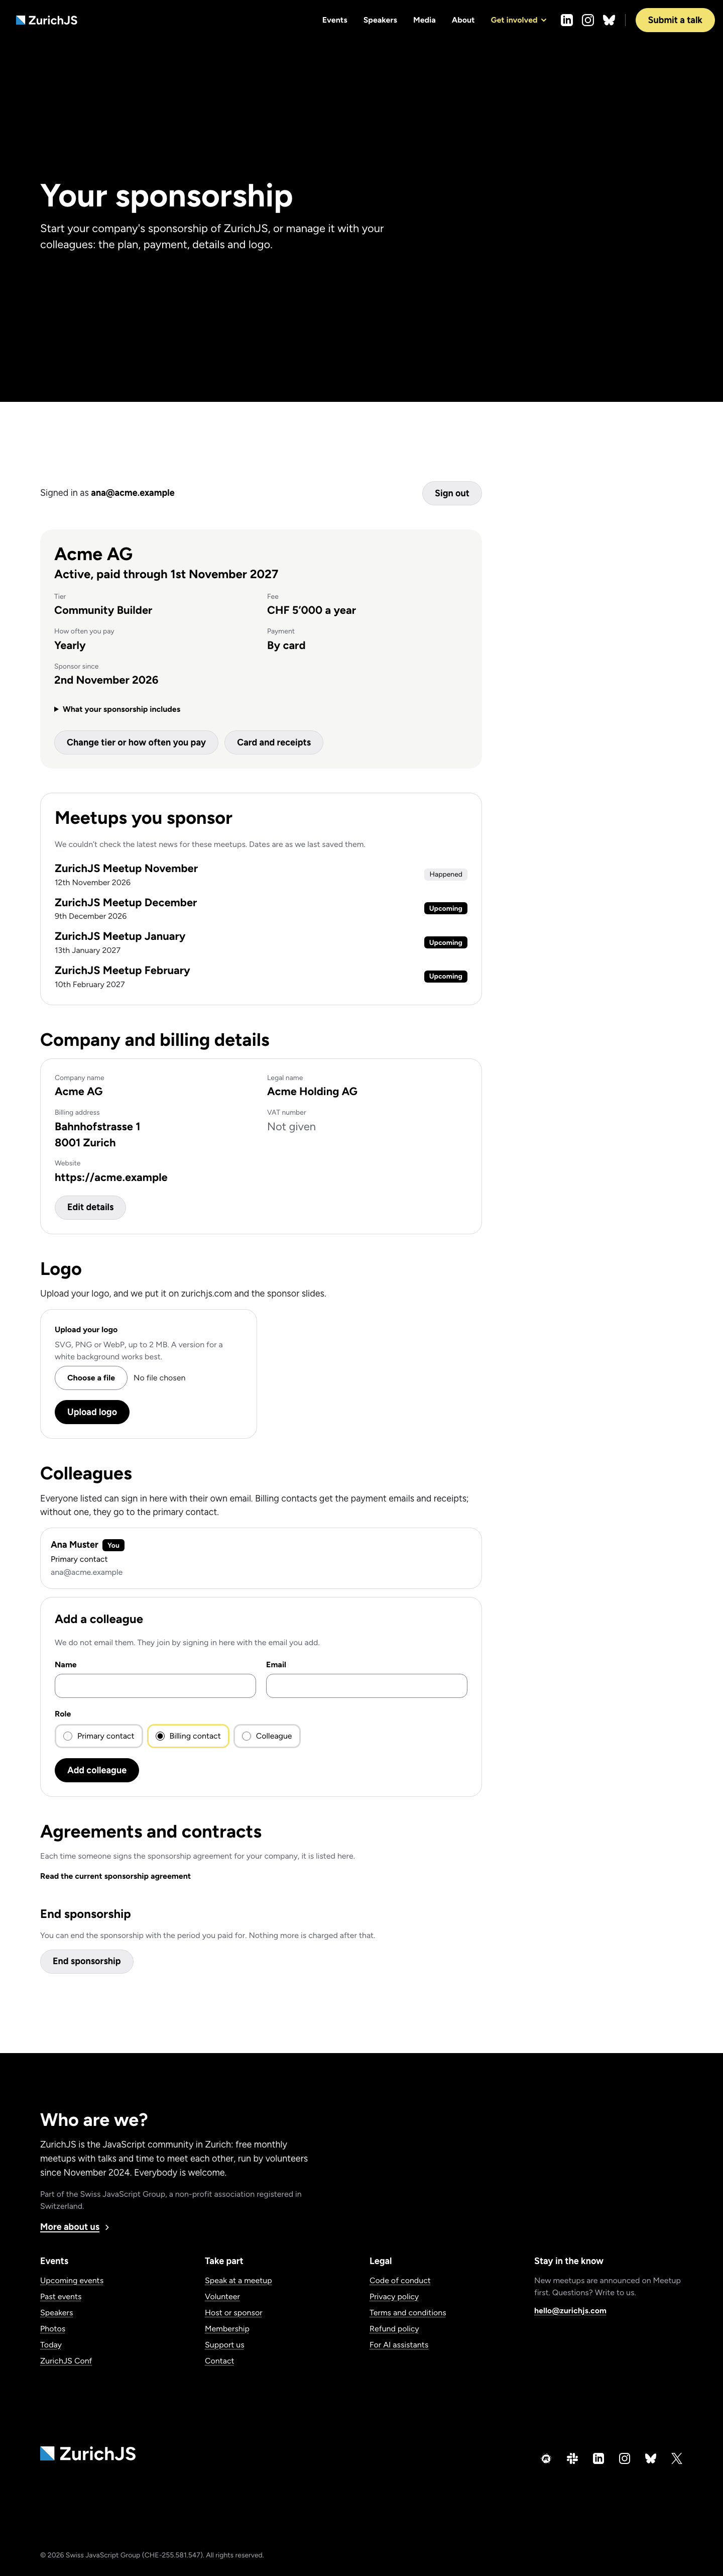 ZurichJS
Events
Speakers
Media
About
Get involved
Submit a talk
Your sponsorship
Start your company's sponsorship of ZurichJS, or manage it with your
colleagues: the plan, payment, details and logo.
Signed in as ana@acme.example
Sign out
Acme AG
Active, paid through 1st November 2027
Tier
Community Builder
Fee
CHF 5’000 a year
How often you pay
Yearly
Payment
By card
Sponsor since
2nd November 2026
What your sponsorship includes
Change tier or how often you pay
Card and receipts
Meetups you sponsor
We couldn't check the latest news for these meetups. Dates are as we last saved them.
ZurichJS Meetup November
12th November 2026
Happened
ZurichJS Meetup December
9th December 2026
Upcoming
ZurichJS Meetup January
13th January 2027
Upcoming
ZurichJS Meetup February
10th February 2027
Upcoming
Company and billing details
Company name
Acme AG
Legal name
Acme Holding AG
Billing address
Bahnhofstrasse 1
8001 Zurich
VAT number
Not given
Website
https://acme.example
Edit details
Logo
Upload your logo, and we put it on zurichjs.com and the sponsor slides.
Upload your logo
SVG, PNG or WebP, up to 2 MB. A version for a
white background works best.
Choose a file
No file chosen
Upload logo
Colleagues
Everyone listed can sign in here with their own email. Billing contacts get the payment emails and receipts;
without one, they go to the primary contact.
Ana Muster
You
Primary contact
ana@acme.example
Add a colleague
We do not email them. They join by signing in here with the email you add.
Name
Email
Role
Primary contact
Billing contact
Colleague
Add colleague
Agreements and contracts
Each time someone signs the sponsorship agreement for your company, it is listed here.
Read the current sponsorship agreement
End sponsorship
You can end the sponsorship with the period you paid for. Nothing more is charged after that.
End sponsorship
Who are we?
ZurichJS is the JavaScript community in Zurich: free monthly
meetups with talks and time to meet each other, run by volunteers
since November 2024. Everybody is welcome.
Part of the Swiss JavaScript Group, a non-profit association registered in
Switzerland.
More about us
Events
Upcoming events
Past events
Speakers
Photos
Today
ZurichJS Conf
Take part
Speak at a meetup
Volunteer
Host or sponsor
Membership
Support us
Contact
Legal
Code of conduct
Privacy policy
Terms and conditions
Refund policy
For AI assistants
Stay in the know
New meetups are announced on Meetup
first. Questions? Write to us.
hello@zurichjs.com
ZurichJS
© 2026 Swiss JavaScript Group (CHE-255.581.547). All rights reserved.